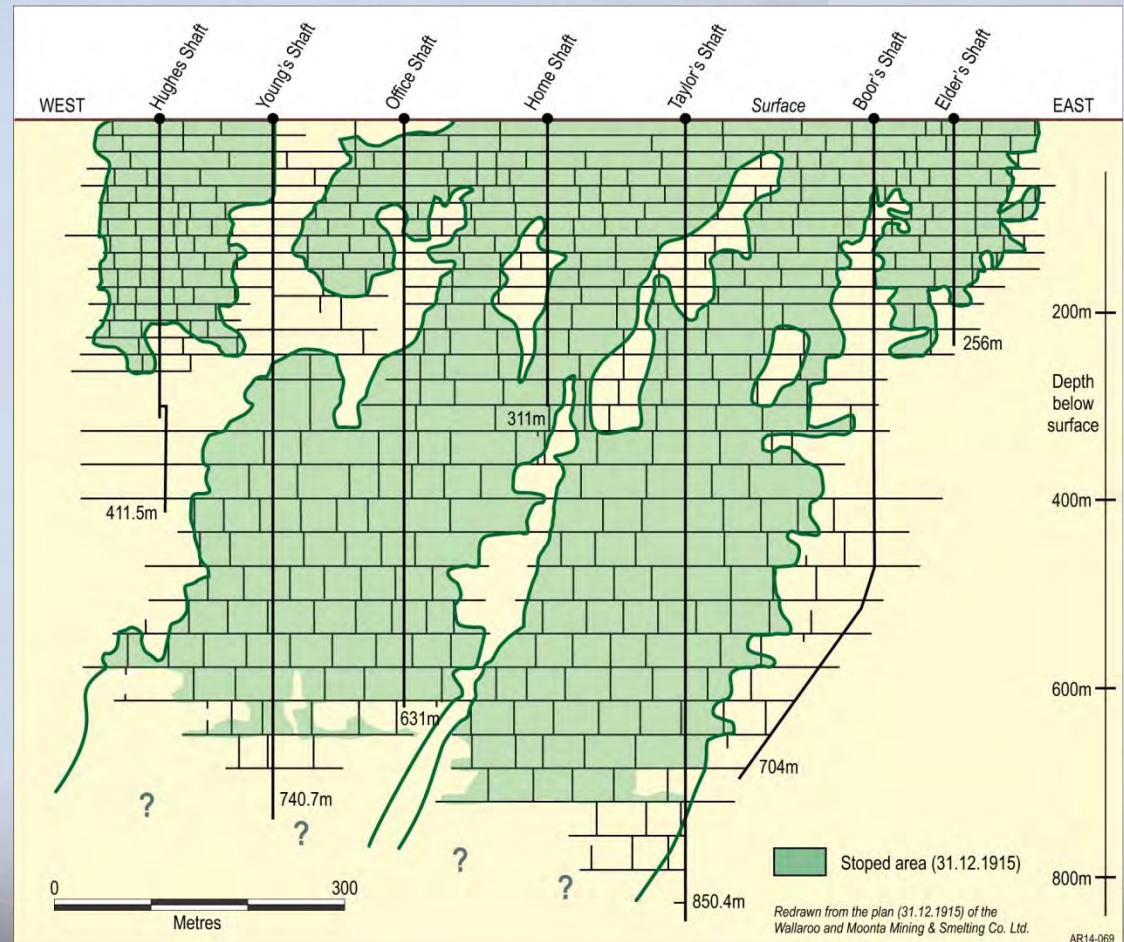 WEST
Hughes Shaft
Young's Shaft
Office Shaft
Home Shaft
Taylor's Shaft
Surface
Boor's Shaft
Elder's Shaft
EAST
200m
256m
Depth
below
surface
311m
400m
411.5m
600m
631m
704m
?
740.7m
?
?
?
800m
850.4m
0
300
Metres
Stoped area (31.12.1915)
Redrawn from the plan (31.12.1915) of the
Wallaroo and Moonta Mining & Smelting Co. Ltd.
AR14-069